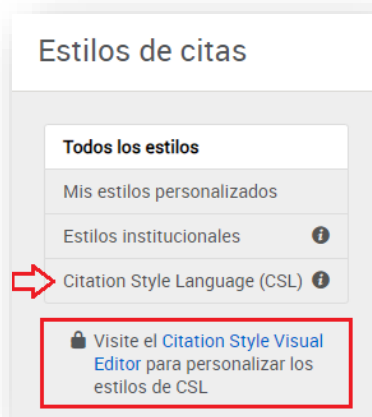 Estilos de citas
Todos los estilos
Mis estilos personalizados
Estilos institucionales
Citation Style Language (CSL)
Visite el Citation Style Visual
Editor para personalizar los
estilos de CSL